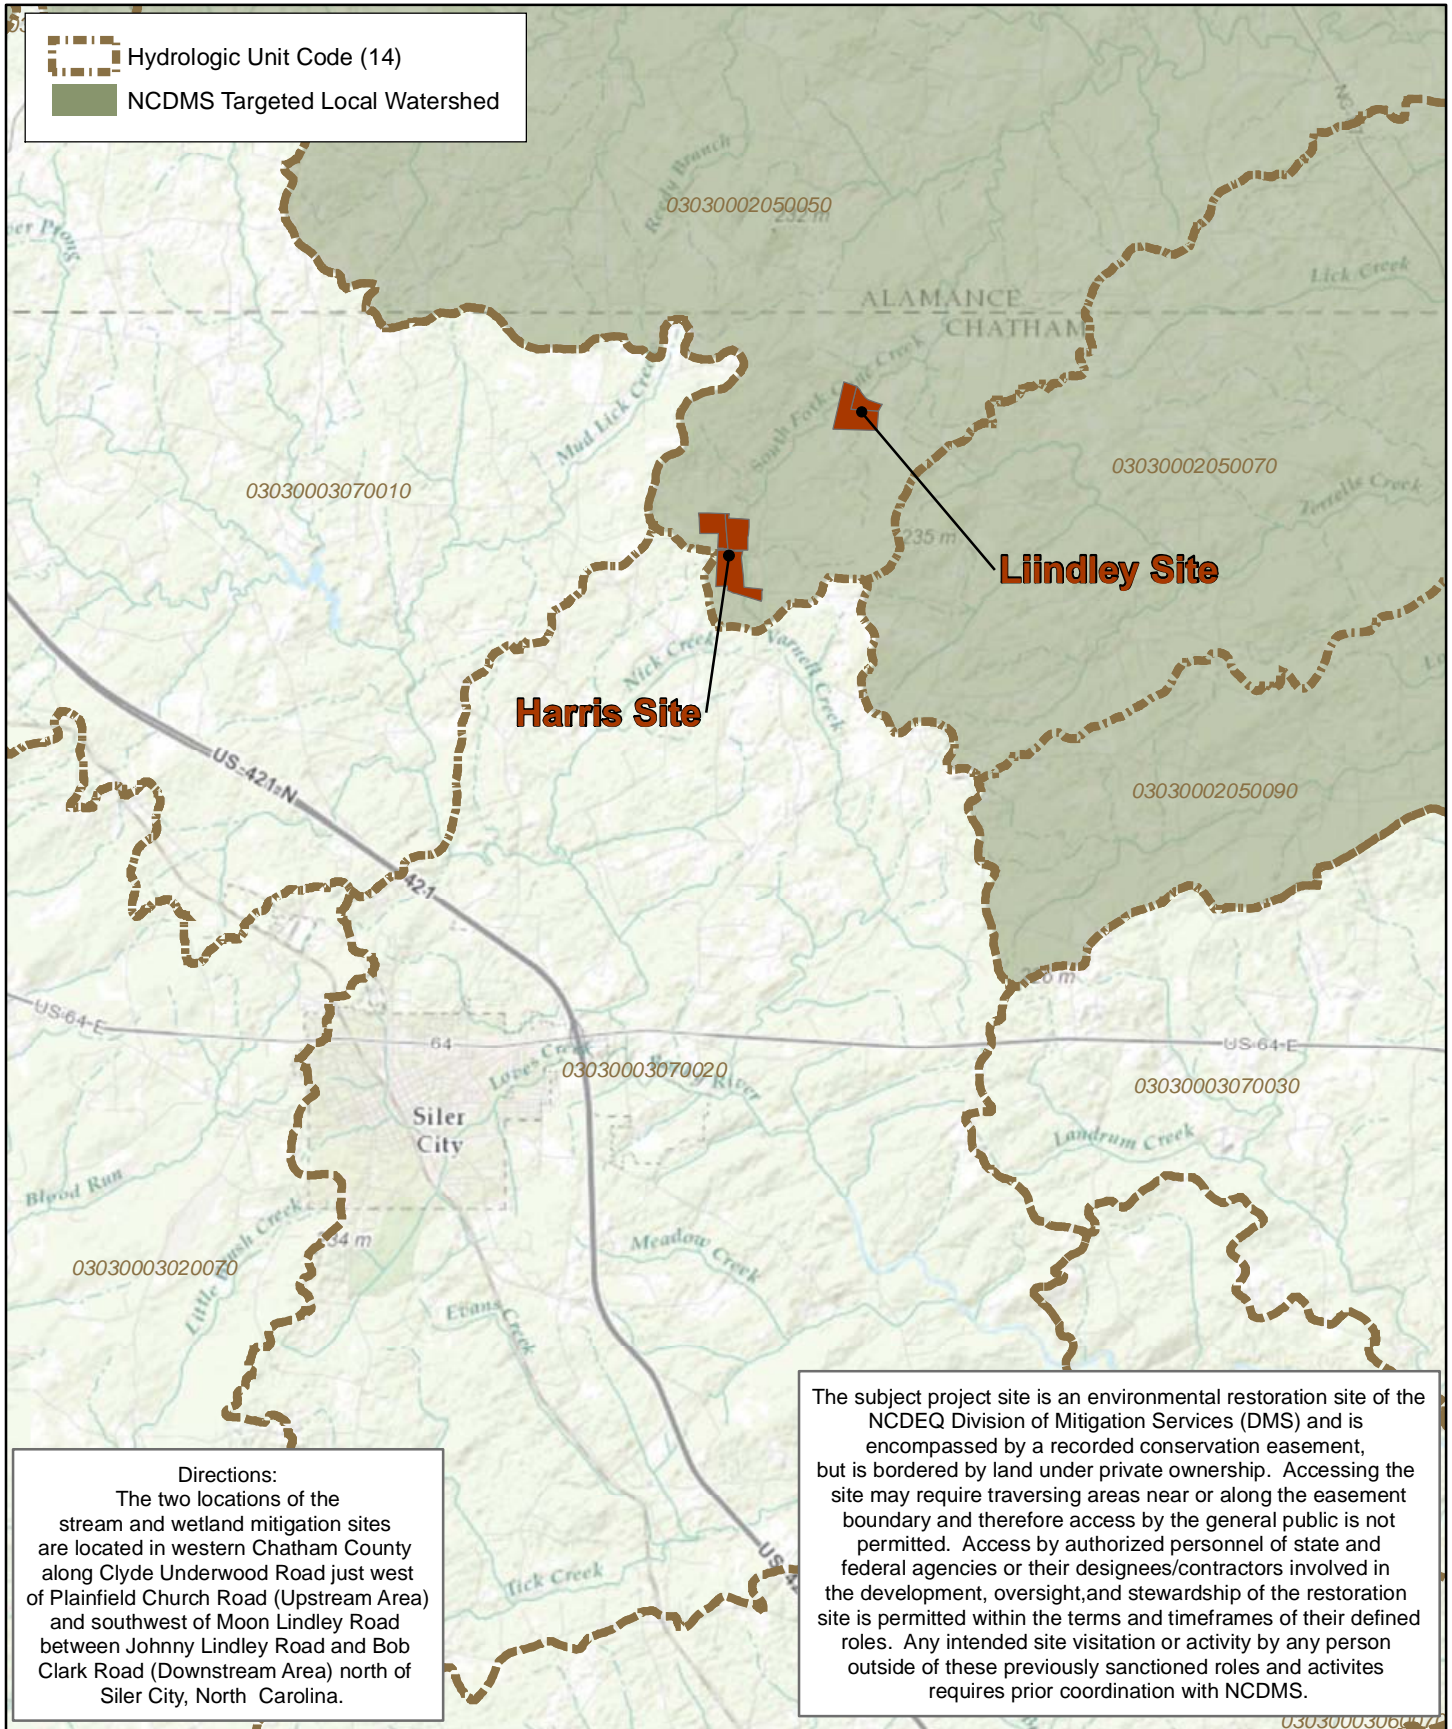 Hydrologic Unit Code (14)
NCDMS Targeted Local Watershed
Reedy Branch
03030002050050
232 m
Lick Creek
ALAMANCE
CHATHAM
South Fork Cane Creek
Mud Lick Creek
03030003070010
03030002050070
Terrells Creek
235 m
Liindley Site
Nick Creek
Varnell Creek
Harris Site
US-421-N
03030002050090
421
US-64-E
64
US-64-E
Loves Creek
03030003070020
Rocky River
03030003070030
Siler
City
Landrum Creek
Blood Run
Little Brush Creek
Meadow Creek
03030003020070
Evans Creek
Tick Creek
Directions:
The two locations of the
stream and wetland mitigation sites
are located in western Chatham County
along Clyde Underwood Road just west
of Plainfield Church Road (Upstream Area)
and southwest of Moon Lindley Road
between Johnny Lindley Road and Bob
Clark Road (Downstream Area) north of
Siler City, North  Carolina.
The subject project site is an environmental restoration site of the
NCDEQ Division of Mitigation Services (DMS) and is
encompassed by a recorded conservation easement,
but is bordered by land under private ownership.  Accessing the
site may require traversing areas near or along the easement
boundary and therefore access by the general public is not
permitted.  Access by authorized personnel of state and
federal agencies or their designees/contractors involved in
the development, oversight,and stewardship of the restoration
site is permitted within the terms and timeframes of their defined
roles.  Any intended site visitation or activity by any person
outside of these previously sanctioned roles and activites
requires prior coordination with NCDMS.